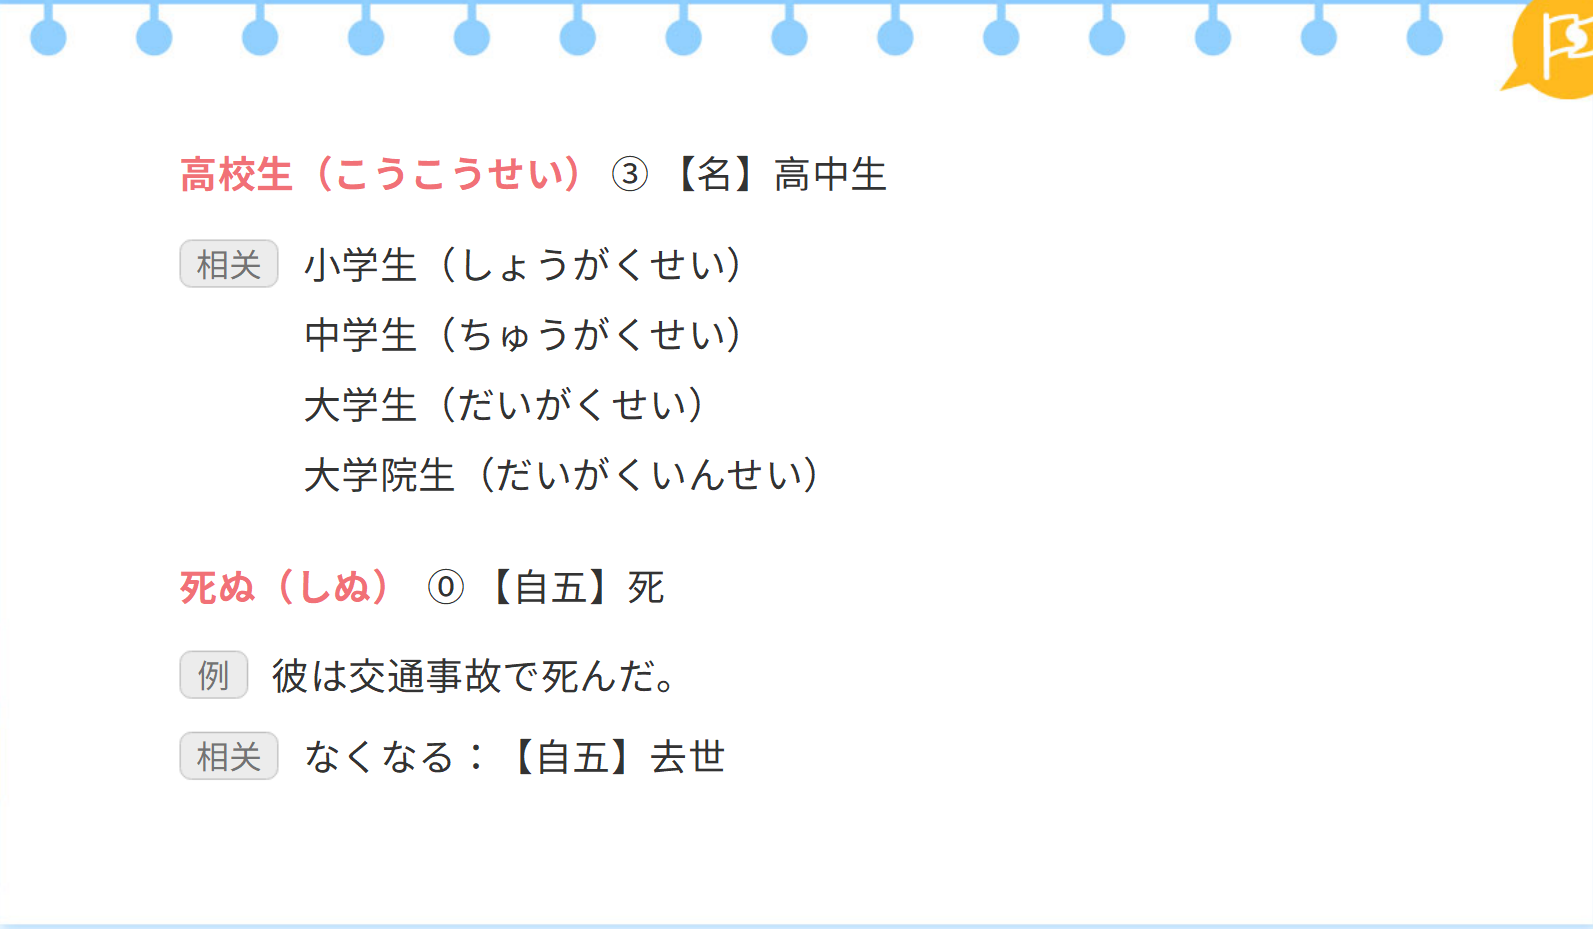 高校生（こうこうせい） ③ 【名】高中生
相关 小学生（しょうがくせい）
中学生（ちゅうがくせい）
大学生（だいがくせい）
大学院生（だいがくいんせい）
死ぬ（しぬ） ⓪ 【自五】死
例 彼は交通事故で死んだ。
相关 なくなる：【自五】去世